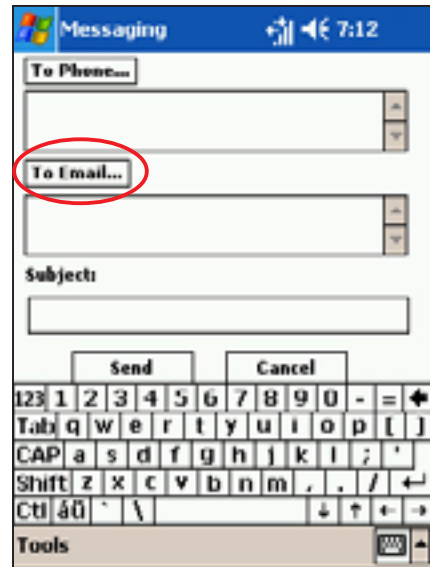 Messaging 7:12
To Phone...
To Email...
Subject:
Send Cancel
123 1 2 3 4 5 6 7 8 9 0 - =
Tab q w e r t y u i o p [ ]
CAP a s d f g h j k l ; '
Shift z x c v b n m , . /
Ctl áü ` \
Tools